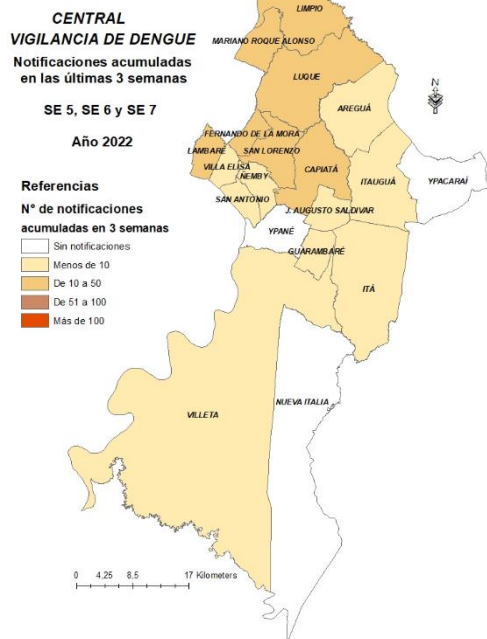 CENTRAL
VIGILANCIA DE DENGUE
Notificaciones acumuladas
en las últimas 3 semanas
SE 5, SE 6 y SE 7
Año 2022
Referencias
N° de notificaciones
acumuladas en 3 semanas
Sin notificaciones
Menos de 10
De 10 a 50
De 51 a 100
Más de 100
LIMPIO
MARIANO ROQUE ALONSO
LUQUE
N
AREGUÁ
FERNANDO DE LA MORA
LAMBARÉ
SAN LORENZO
VILLA ELISA
CAPIATÁ
ÑEMBY
ITAUGUÁ
YPACARAÍ
SAN ANTONIO
J. AUGUSTO SALDIVAR
YPANÉ
GUARAMBARÉ
ITÁ
NUEVA ITALIA
VILLETA
0 4,25 8,5 17 Kilometers